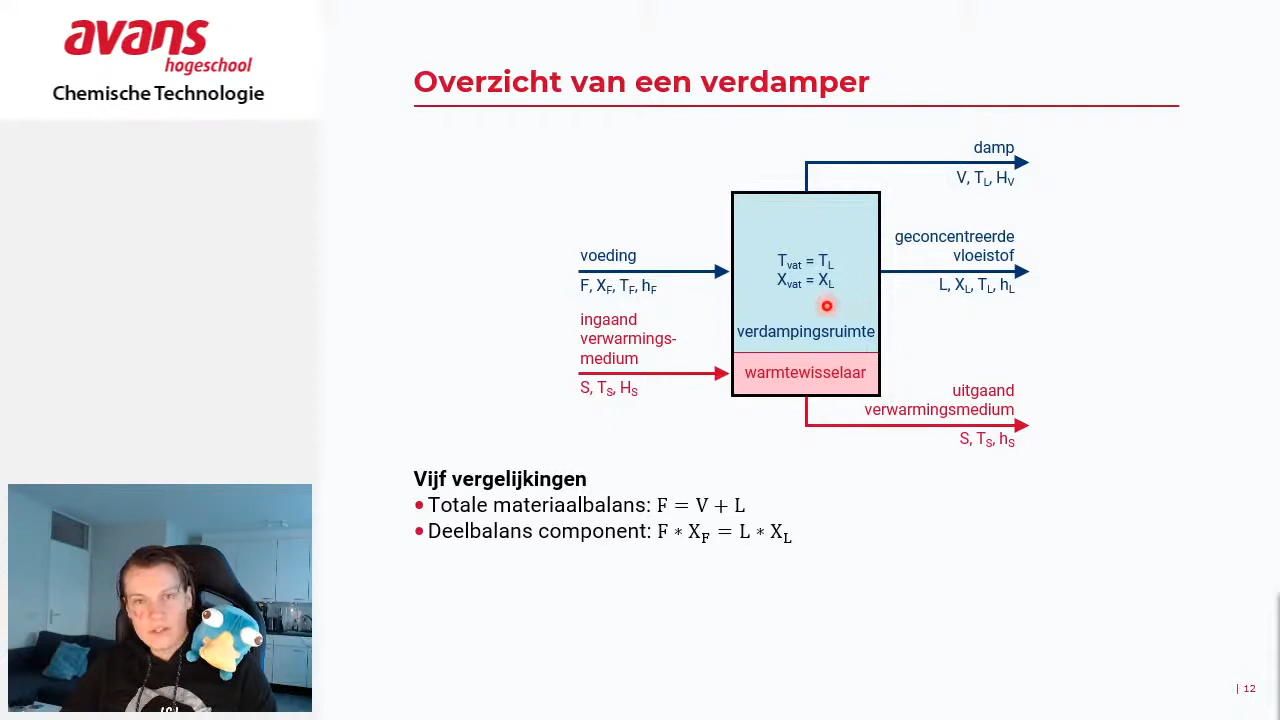 avans
hogeschool
Chemische Technologie
Overzicht van een verdamper
damp
V, T_L, H_V
geconcentreerde
vloeistof
L, X_L, T_L, h_L
voeding
F, X_F, T_F, h_F
T_vat = T_L
X_vat = X_L
verdampingsruimte
ingaand
verwarmings-
medium
S, T_S, H_S
warmtewisselaar
uitgaand
verwarmingsmedium
S, T_S, h_S
Vijf vergelijkingen
• Totale materiaalbalans: F = V + L
• Deelbalans component: F * X_F = L * X_L
| 12